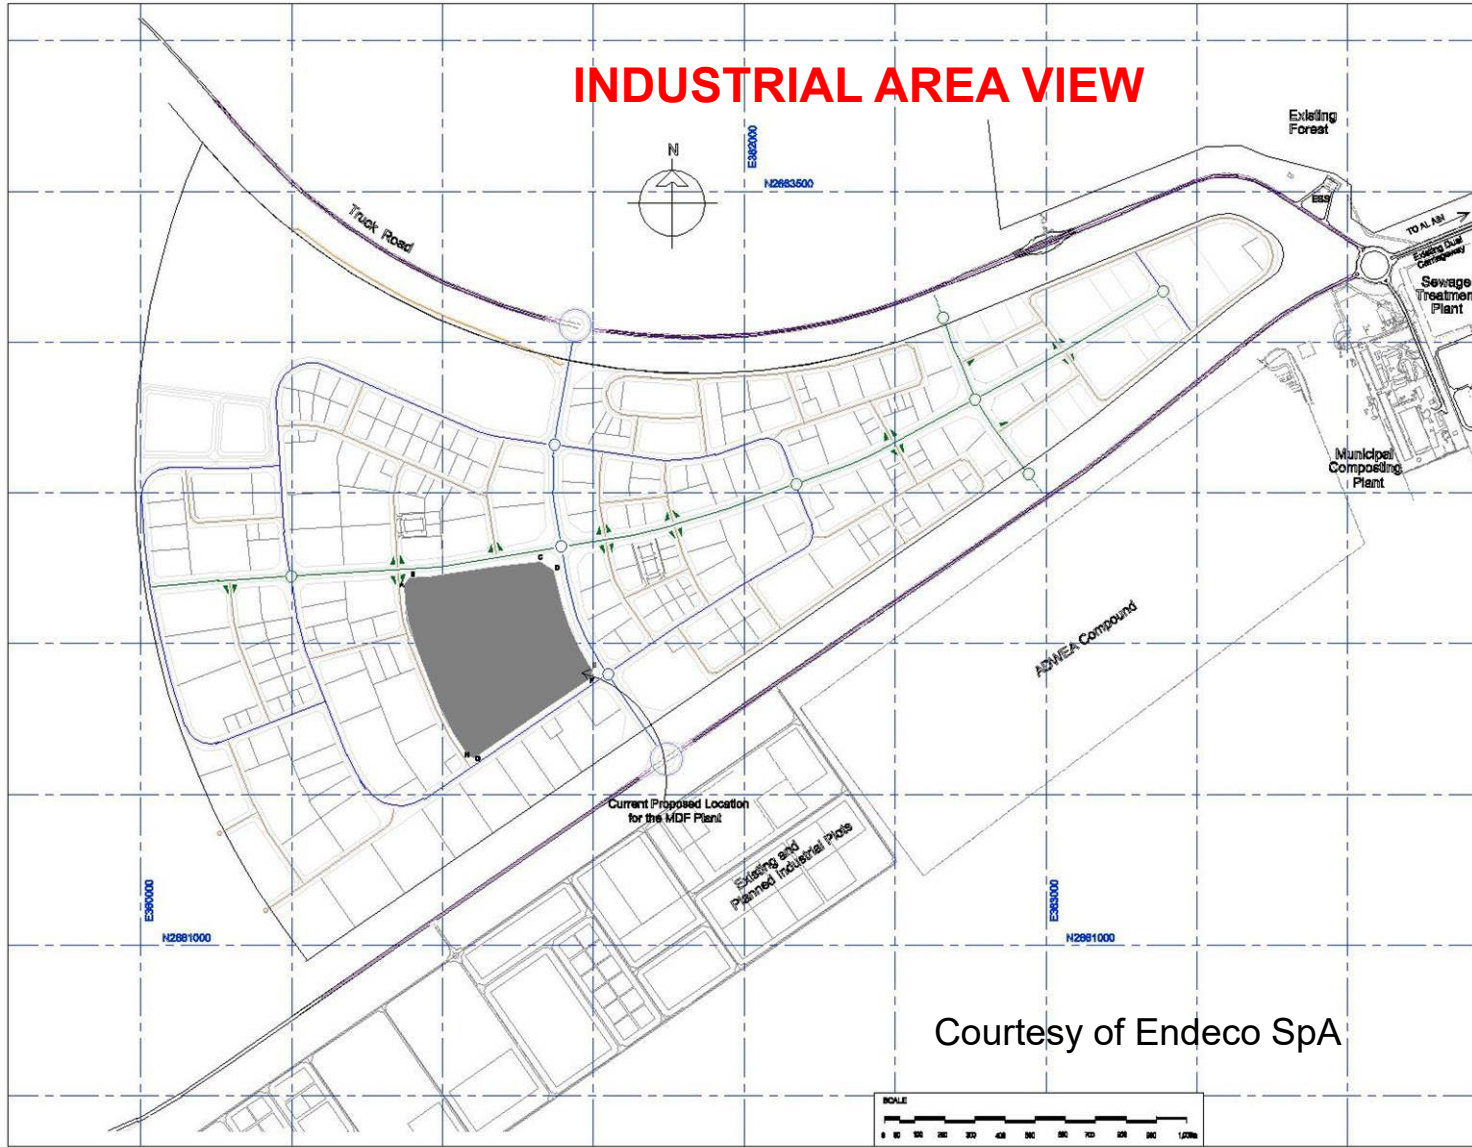 INDUSTRIAL AREA VIEW
Existing
Forest
N
E382000
N2663500
ESS
Truck Road
TO AL AIN
Existing Dual
Carriageway
Sewage
Treatment
Plant
Municipal
Composting
Plant
A
B
C
D
E
F
G
H
ADWEA Compound
Current Proposed Location
for the MDF Plant
Existing and
Planned Industrial Plots
E380000
N2661000
E383000
N2661000
Courtesy of Endeco SpA
SCALE